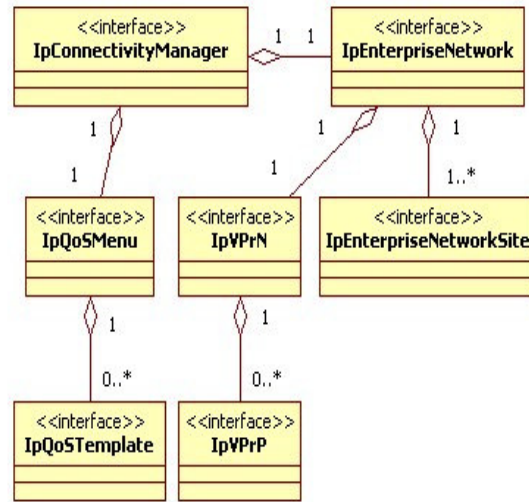 <<interface>>
IpConnectivityManager
1
1
<<interface>>
IpEnterpriseNetwork
1
1
1
1
1
1..*
<<interface>>
IpQoSMenu
<<interface>>
IpVPrN
<<interface>>
IpEnterpriseNetworkSite
1
1
0..*
0..*
<<interface>>
IpQoSTemplate
<<interface>>
IpVPrP